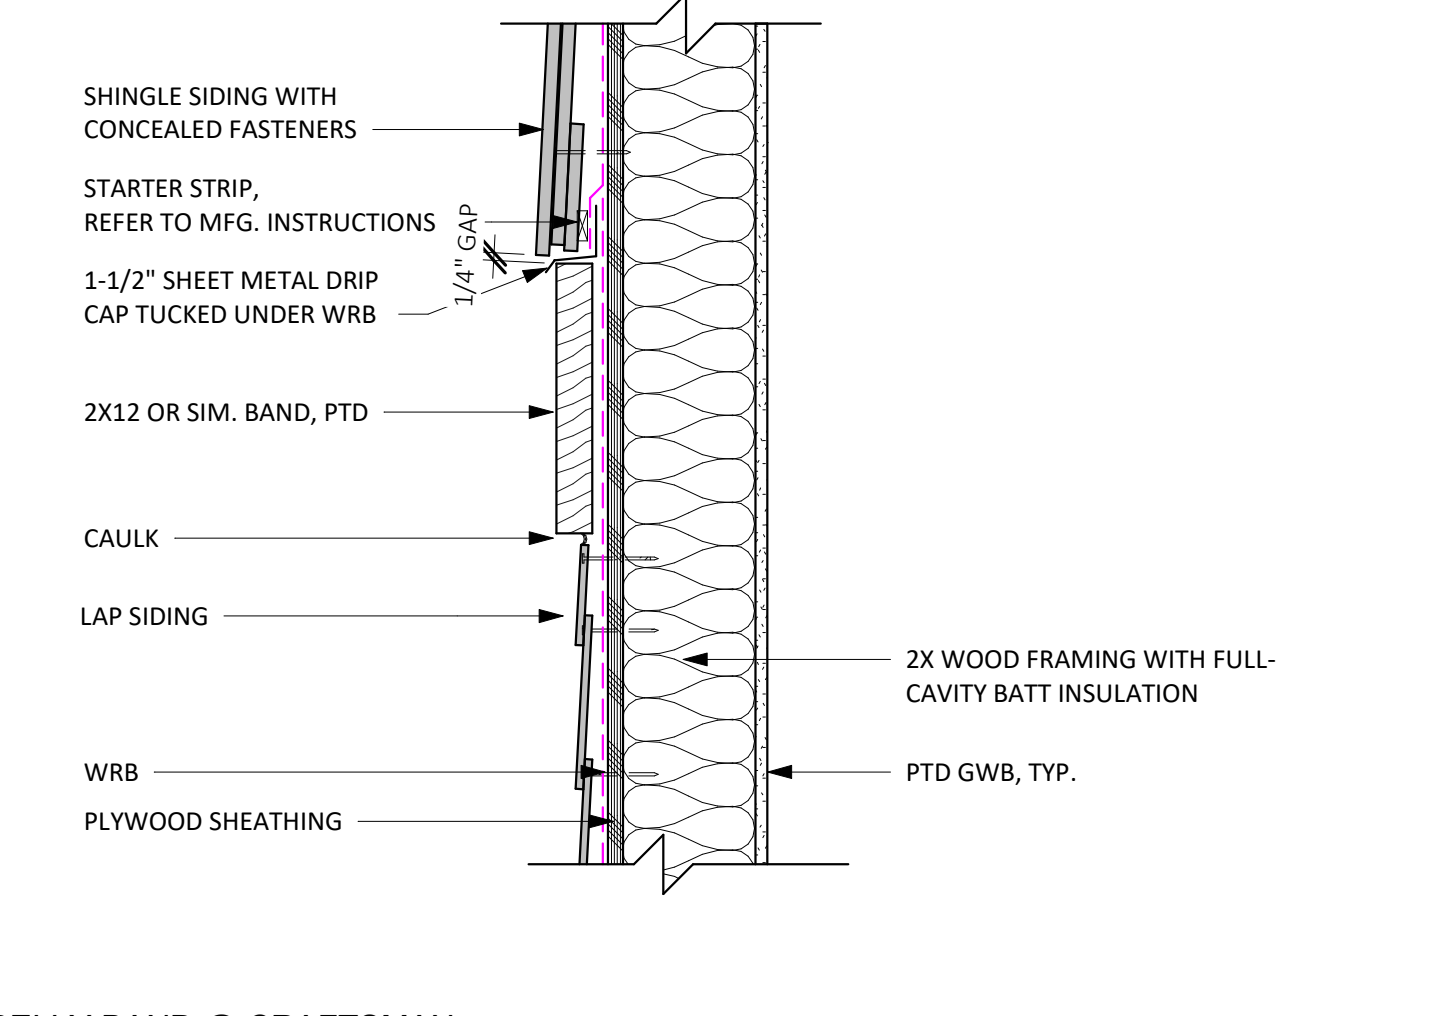 SHINGLE SIDING WITH
CONCEALED FASTENERS
STARTER STRIP,
REFER TO MFG. INSTRUCTIONS
1/4" GAP
1-1/2" SHEET METAL DRIP
CAP TUCKED UNDER WRB
2X12 OR SIM. BAND, PTD
CAULK
LAP SIDING
2X WOOD FRAMING WITH FULL-
CAVITY BATT INSULATION
WRB
PTD GWB, TYP.
PLYWOOD SHEATHING
BAND @ CRAFTSMAN